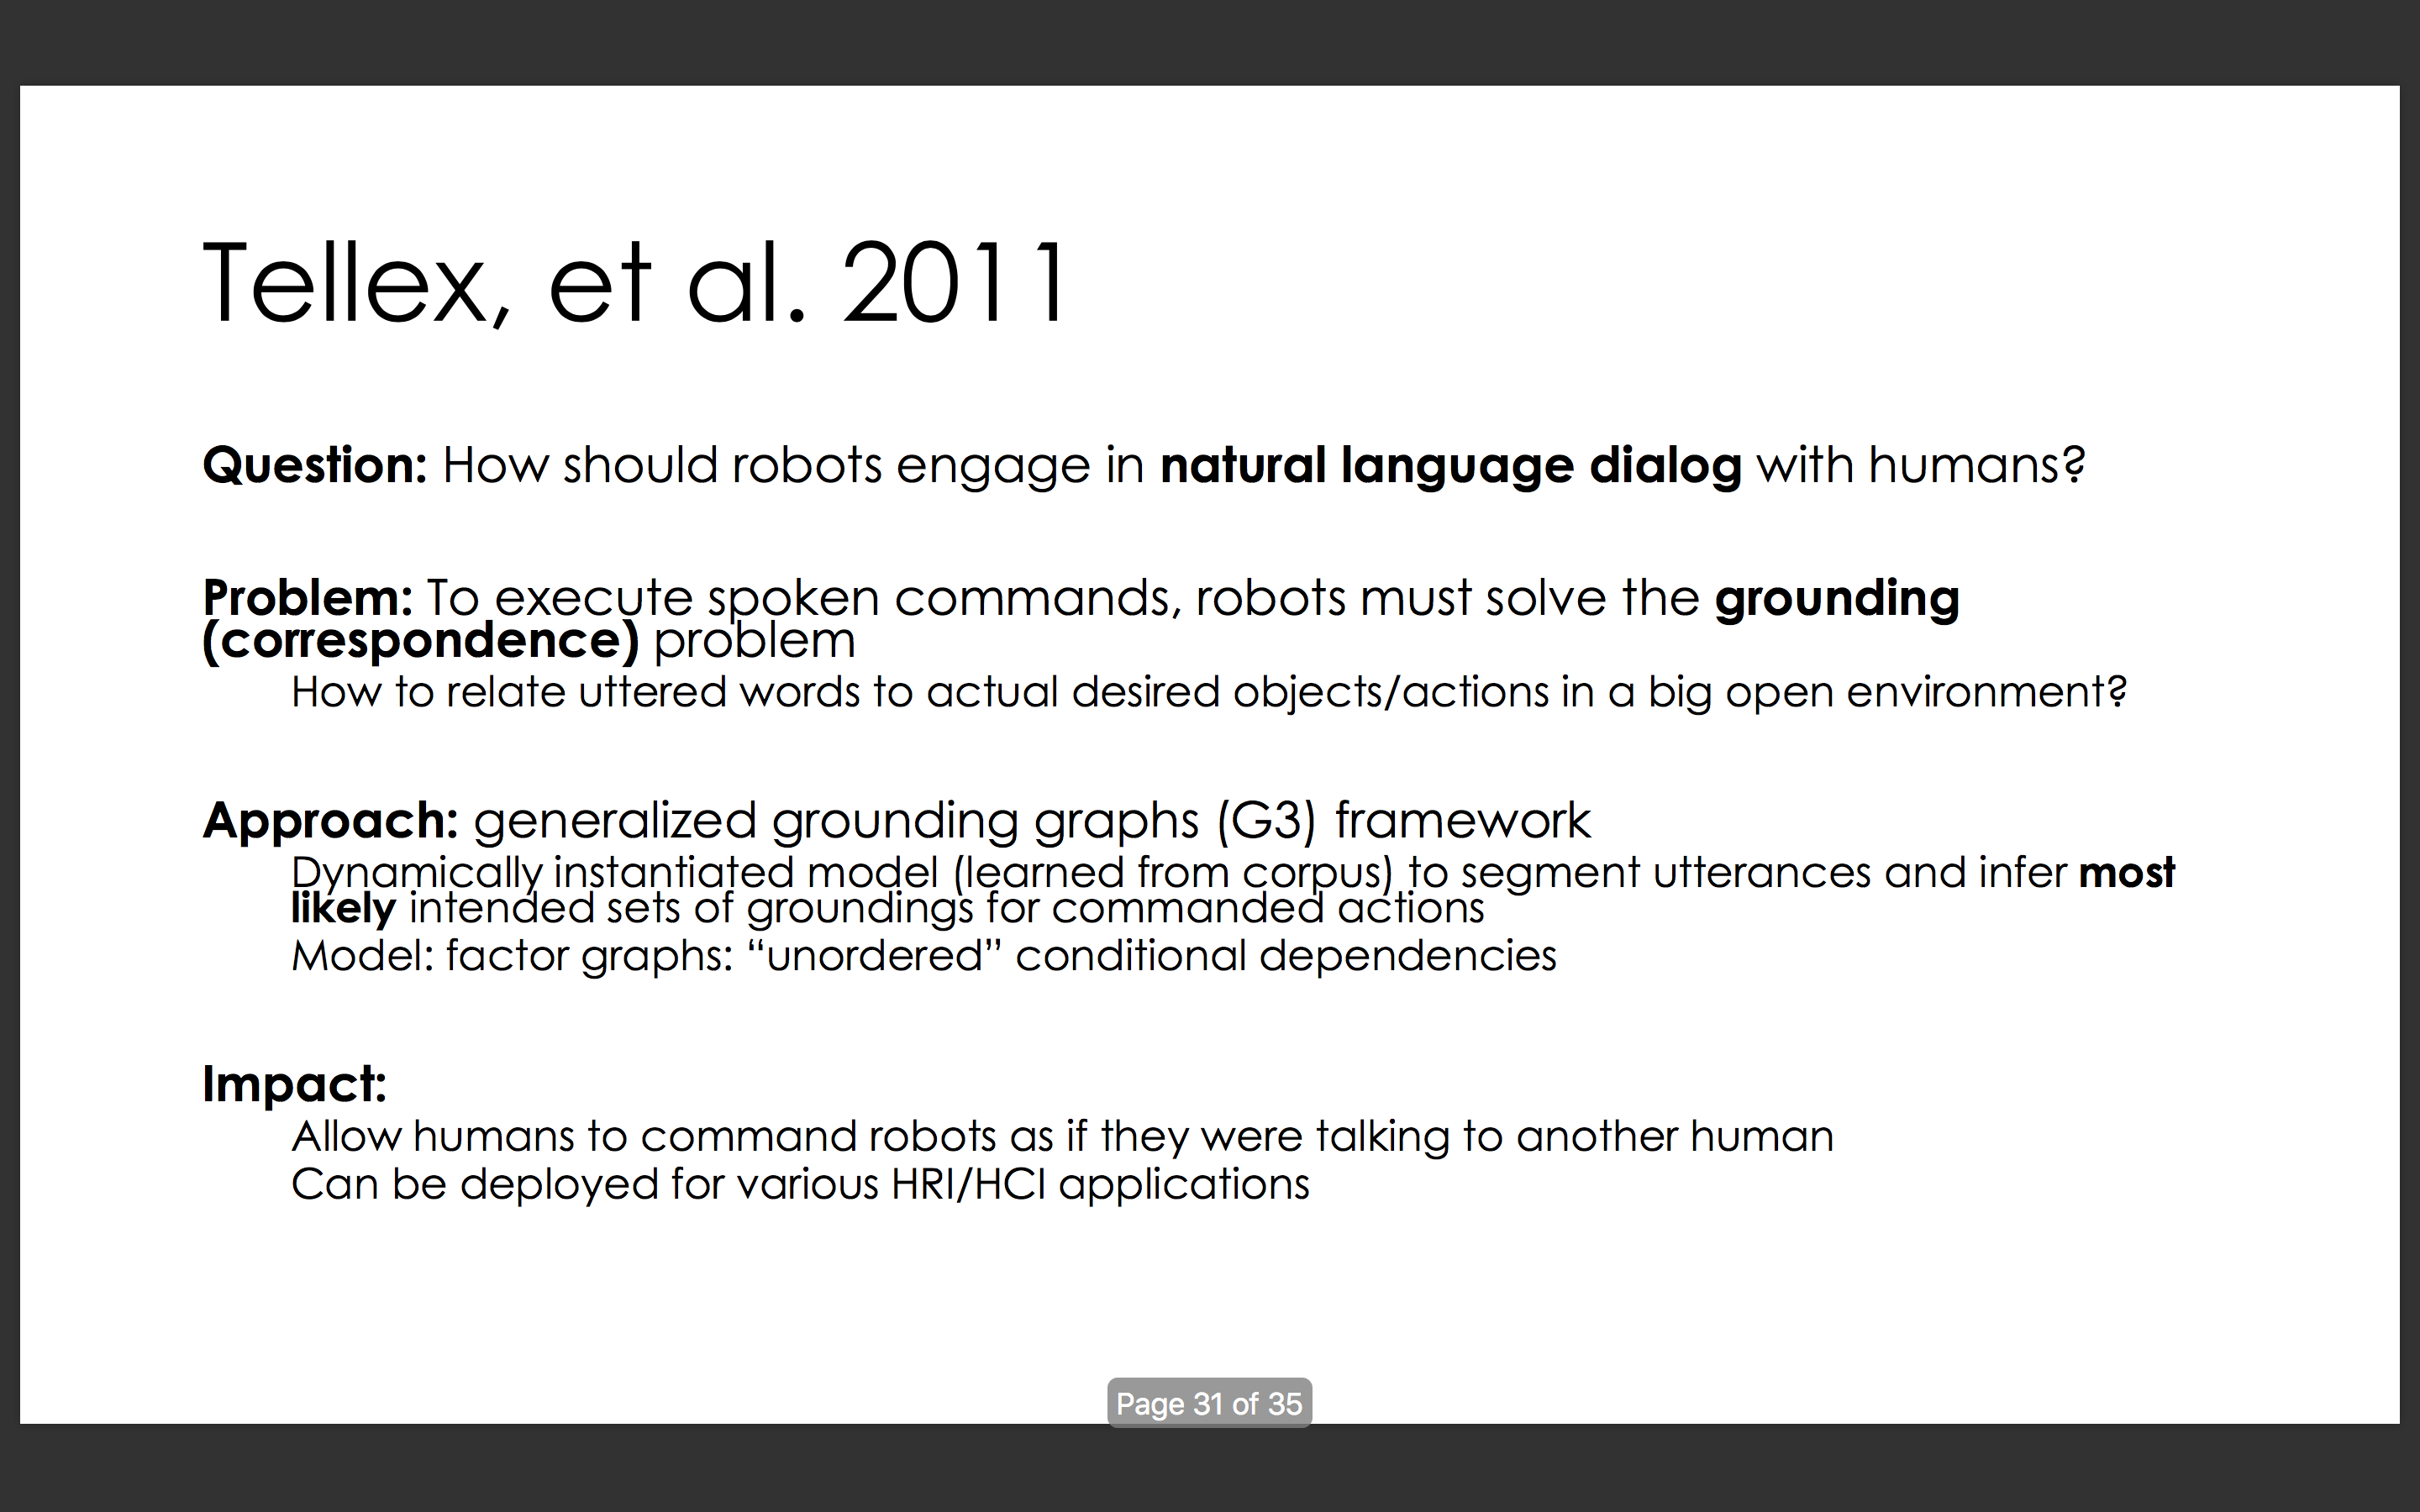 Tellex, et al. 2011
Question: How should robots engage in natural language dialog with humans?
Problem: To execute spoken commands, robots must solve the grounding
(correspondence) problem
How to relate uttered words to actual desired objects/actions in a big open environment?
Approach: generalized grounding graphs (G3) framework
Dynamically instantiated model (learned from corpus) to segment utterances and infer most
likely intended sets of groundings for commanded actions
Model: factor graphs: “unordered” conditional dependencies
Impact:
Allow humans to command robots as if they were talking to another human
Can be deployed for various HRI/HCI applications
Page 31 of 35